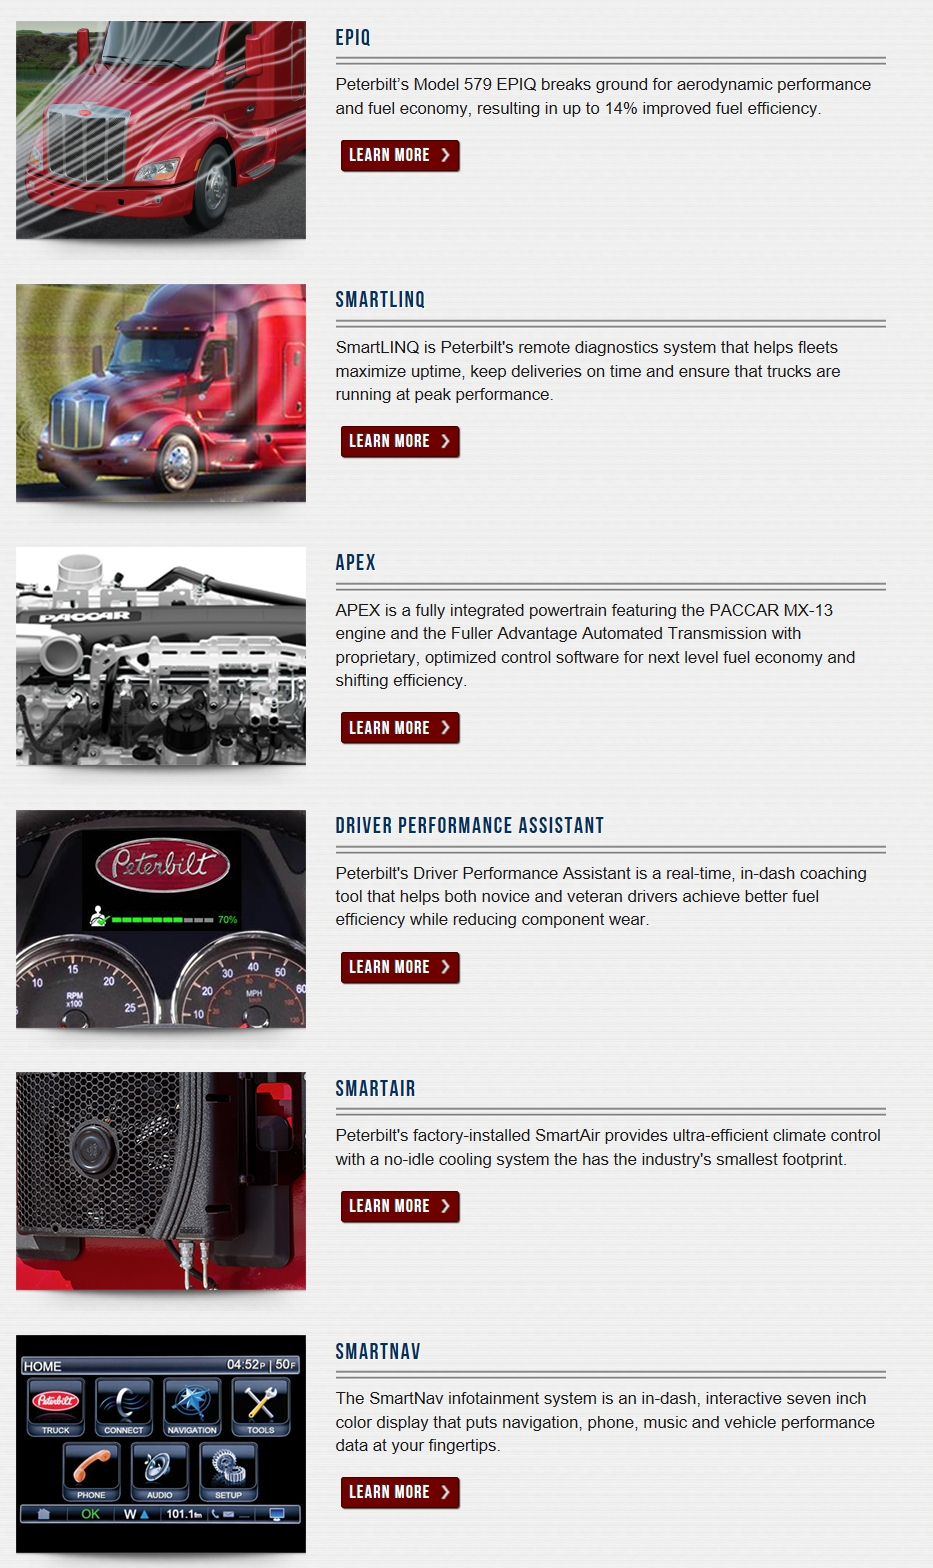 EPIQ
Peterbilt’s Model 579 EPIQ breaks ground for aerodynamic performance
and fuel economy, resulting in up to 14% improved fuel efficiency.
LEARN MORE
SMARTLINQ
SmartLINQ is Peterbilt's remote diagnostics system that helps fleets
maximize uptime, keep deliveries on time and ensure that trucks are
running at peak performance.
LEARN MORE
PACCAR
APEX
APEX is a fully integrated powertrain featuring the PACCAR MX-13
engine and the Fuller Advantage Automated Transmission with
proprietary, optimized control software for next level fuel economy and
shifting efficiency.
LEARN MORE
Peterbilt
70%
10 15 20 25
RPM
x100
10 20 30 40 50 60
MPH
km/h
DRIVER PERFORMANCE ASSISTANT
Peterbilt's Driver Performance Assistant is a real-time, in-dash coaching
tool that helps both novice and veteran drivers achieve better fuel
efficiency while reducing component wear.
LEARN MORE
SMARTAIR
Peterbilt's factory-installed SmartAir provides ultra-efficient climate control
with a no-idle cooling system the has the industry's smallest footprint.
LEARN MORE
HOME 04:52P | 50F
Peterbilt
TRUCK CONNECT NAVIGATION TOOLS
PHONE AUDIO SETUP
OK W 101.1fm
SMARTNAV
The SmartNav infotainment system is an in-dash, interactive seven inch
color display that puts navigation, phone, music and vehicle performance
data at your fingertips.
LEARN MORE